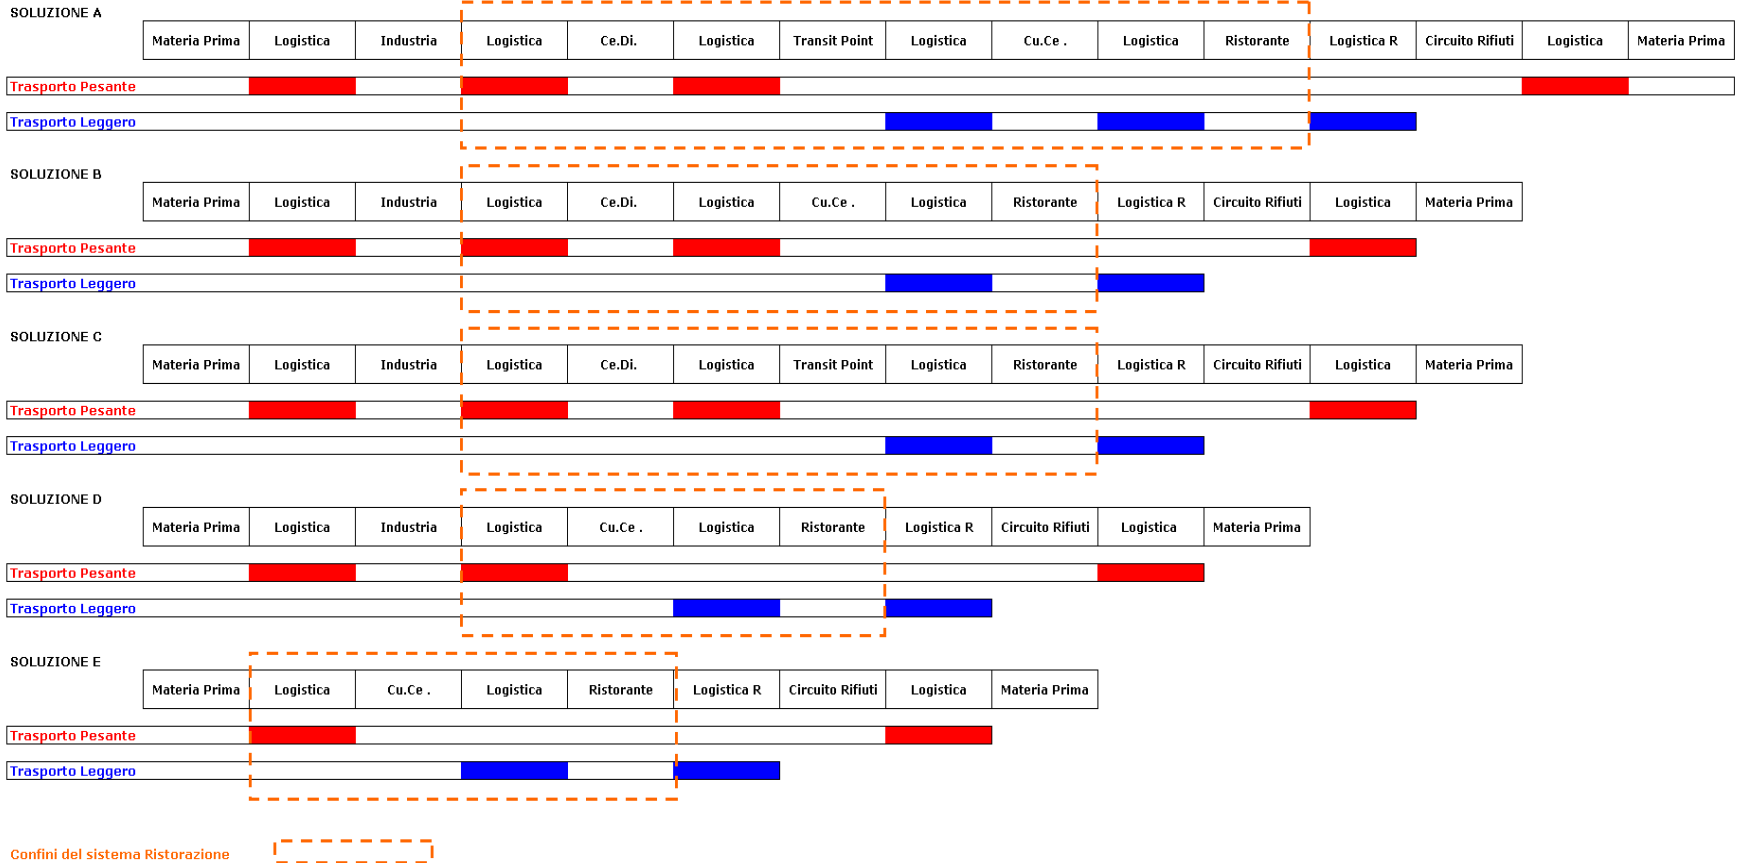 SOLUZIONE A
Materia Prima Logistica Industria Logistica Ce.Di. Logistica Transit Point Logistica Cu.Ce . Logistica Ristorante Logistica R Circuito Rifiuti Logistica Materia Prima
Trasporto Pesante
Trasporto Leggero
SOLUZIONE B
Materia Prima Logistica Industria Logistica Ce.Di. Logistica Cu.Ce . Logistica Ristorante Logistica R Circuito Rifiuti Logistica Materia Prima
Trasporto Pesante
Trasporto Leggero
SOLUZIONE C
Materia Prima Logistica Industria Logistica Ce.Di. Logistica Transit Point Logistica Ristorante Logistica R Circuito Rifiuti Logistica Materia Prima
Trasporto Pesante
Trasporto Leggero
SOLUZIONE D
Materia Prima Logistica Industria Logistica Cu.Ce . Logistica Ristorante Logistica R Circuito Rifiuti Logistica Materia Prima
Trasporto Pesante
Trasporto Leggero
SOLUZIONE E
Materia Prima Logistica Cu.Ce . Logistica Ristorante Logistica R Circuito Rifiuti Logistica Materia Prima
Trasporto Pesante
Trasporto Leggero
Confini del sistema Ristorazione